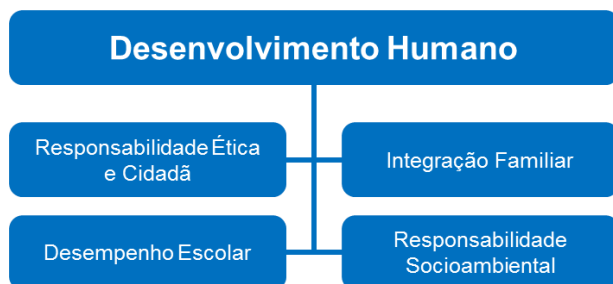 Desenvolvimento Humano
Responsabilidade Ética
e Cidadã
Integração Familiar
Desempenho Escolar
Responsabilidade
Socioambiental